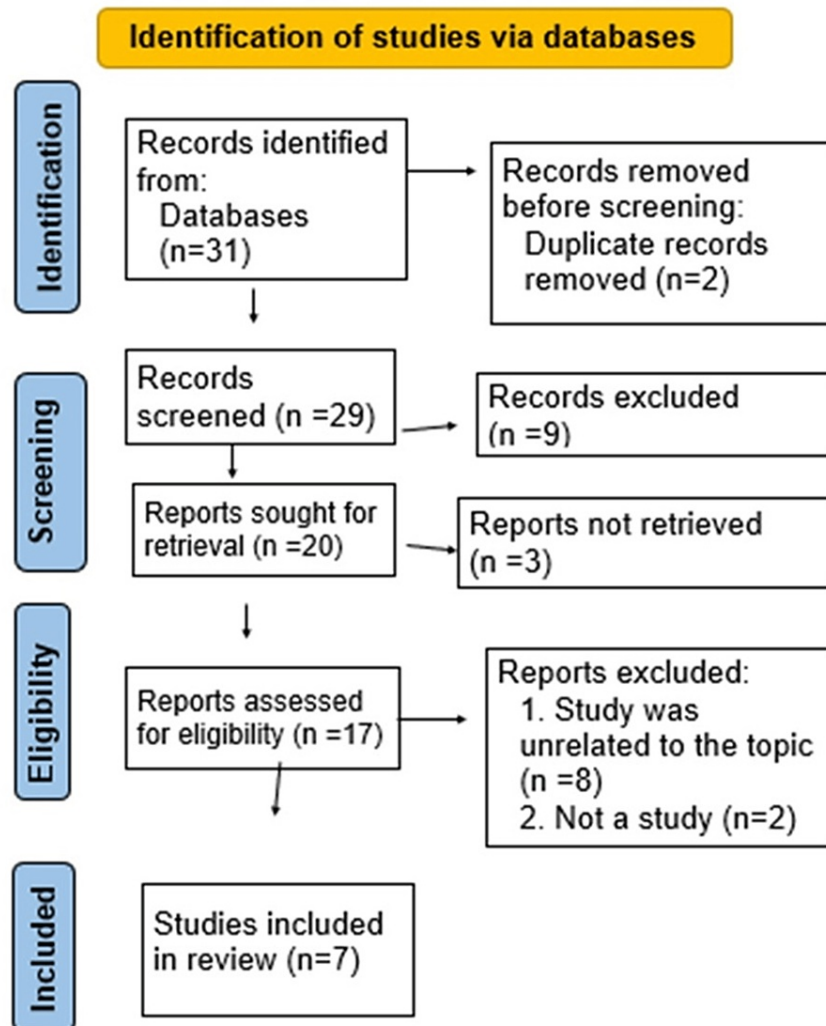 Identification of studies via databases
Identification
Records identified
from:
Databases
(n=31)
Records removed
before screening:
Duplicate records
removed (n=2)
Screening
Records
screened (n =29)
Records excluded
(n =9)
Reports sought for
retrieval (n =20)
Reports not retrieved
(n =3)
Eligibility
Reports assessed
for eligibility (n =17)
Reports excluded:
1. Study was
unrelated to the topic
(n =8)
2. Not a study (n=2)
Included
Studies included
in review (n=7)